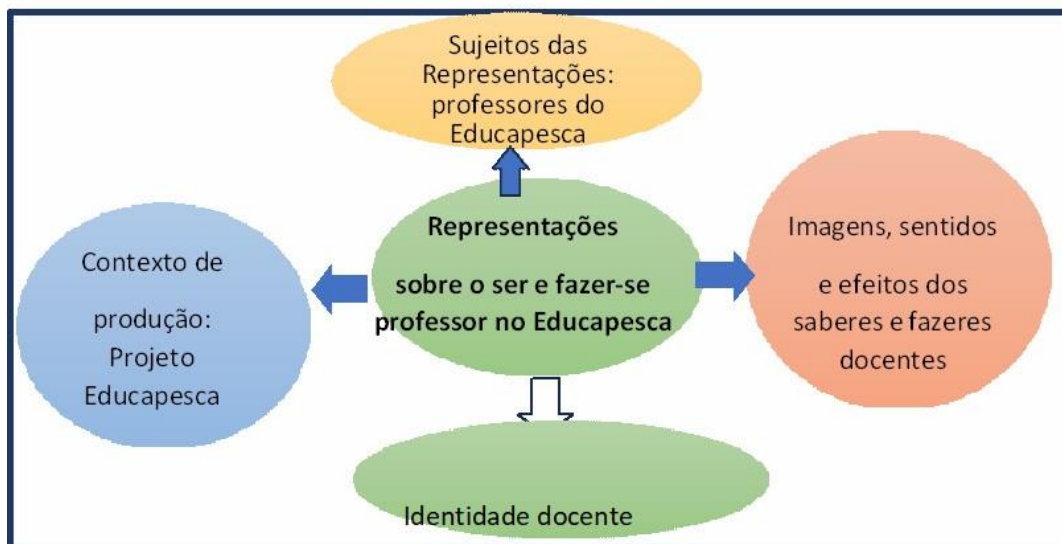 Sujeitos das
Representações:
professores do
Educapesca
Representações
sobre o ser e fazer-se
professor no Educapesca
Contexto de
produção:
Projeto
Educapesca
Imagens, sentidos
e efeitos dos
saberes e fazeres
docentes
Identidade docente